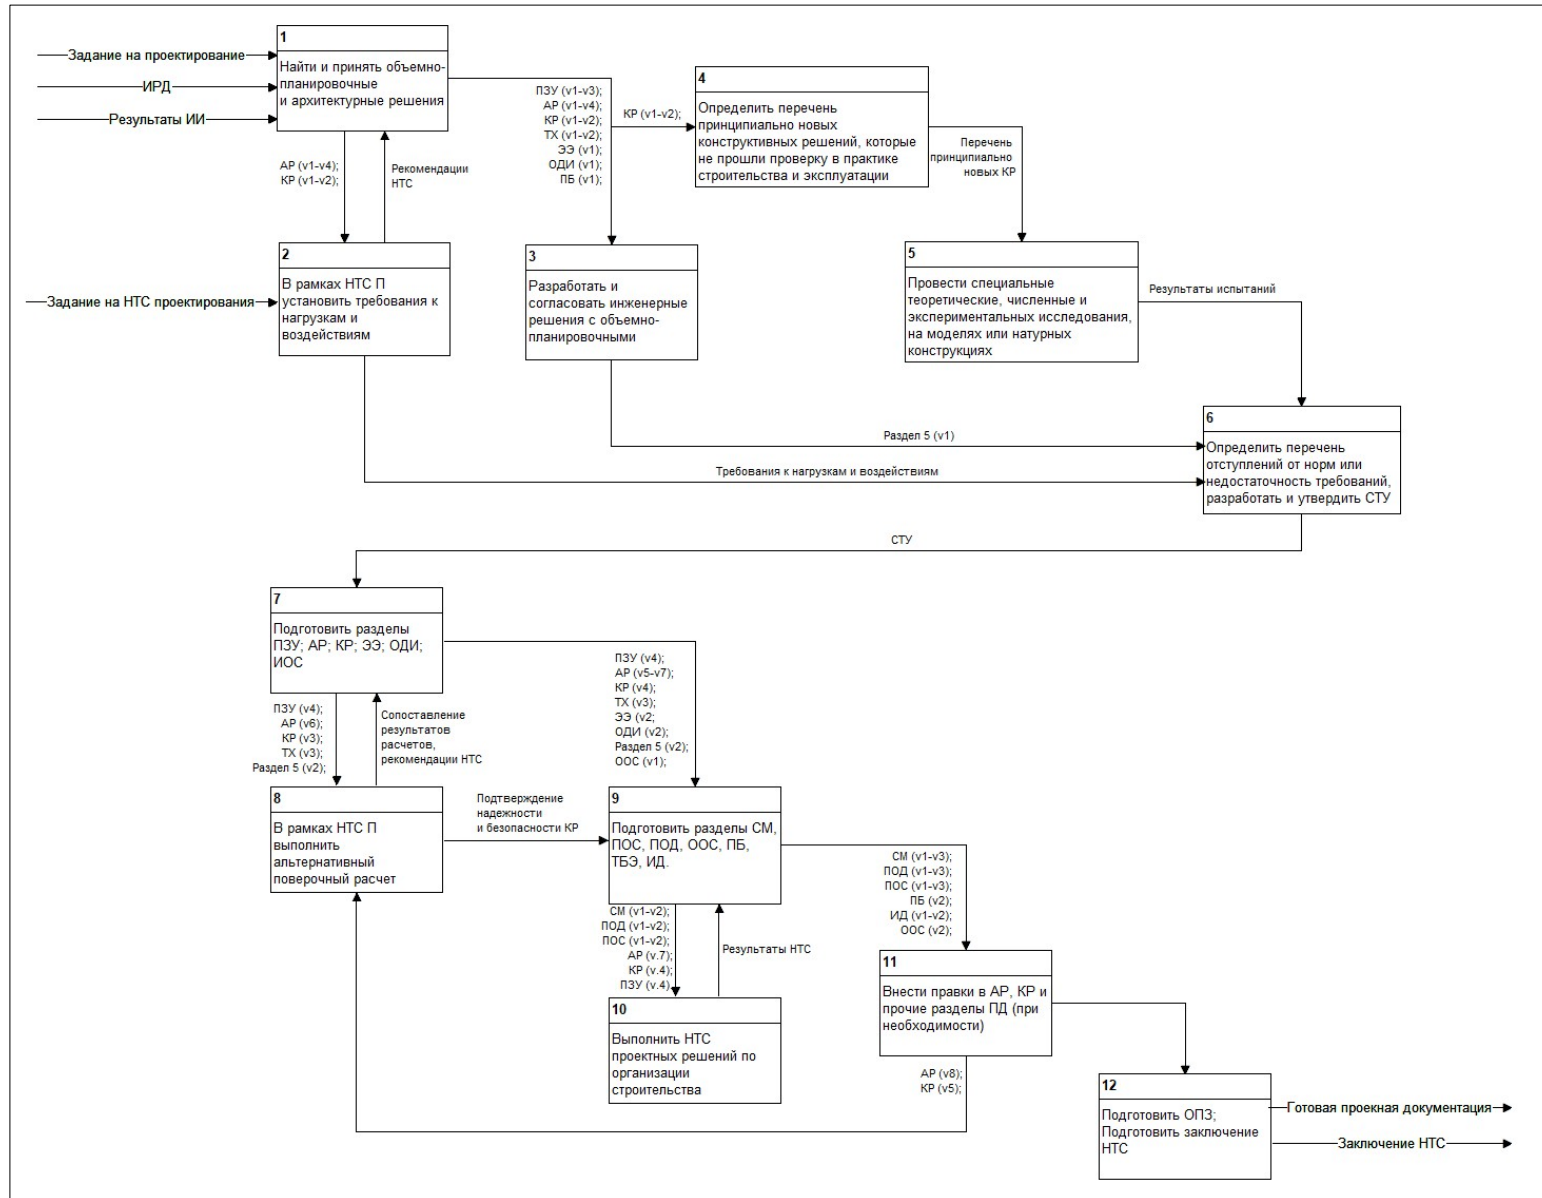 1
Задание на проектирование
ИРД
Результаты ИИ
Найти и принять объемно-
планировочные
и архитектурные решения
ПЗУ (v1-v3);
АР (v1-v4);
КР (v1-v2);
ТХ (v1-v2);
ЭЭ (v1);
ОДИ (v1);
ПБ (v1);
КР (v1-v2);
4
Определить перечень
принципиально новых
конструктивных решений, которые
не прошли проверку в практике
строительства и эксплуатации
Перечень
принципиально
новых КР
АР (v1-v4);
КР (v1-v2);
Рекомендации
НТС
2
Задание на НТС проектирования
В рамках НТС П
установить требования к
нагрузкам и
воздействиям
3
Разработать и
согласовать инженерные
решения с объемно-
планировочными
5
Провести специальные
теоретические, численные и
экспериментальных исследования,
на моделях или натурных
конструкциях
Результаты испытаний
6
Определить перечень
отступлений от норм или
недостаточность требований,
разработать и утвердить СТУ
Раздел 5 (v1)
Требования к нагрузкам и воздействиям
СТУ
7
Подготовить разделы
ПЗУ; АР; КР; ЭЭ; ОДИ;
ИОС
ПЗУ (v4);
АР (v5-v7);
КР (v4);
ТХ (v3);
ЭЭ (v2;
ОДИ (v2);
Раздел 5 (v2);
ООС (v1);
ПЗУ (v4);
АР (v6);
КР (v3);
ТХ (v3);
Раздел 5 (v2);
Сопоставление
результатов
расчетов,
рекомендации НТС
8
В рамках НТС П
выполнить
альтернативный
поверочный расчет
Подтверждение
надежности
и безопасности КР
9
Подготовить разделы СМ,
ПОС, ПОД, ООС, ПБ,
ТБЭ, ИД.
СМ (v1-v3);
ПОД (v1-v3);
ПОС (v1-v3);
ПБ (v2);
ИД (v1-v2);
ООС (v2);
СМ (v1-v2);
ПОД (v1-v2);
ПОС (v1-v2);
АР (v.7);
КР (v.4);
ПЗУ (v.4)
Результаты НТС
10
Выполнить НТС
проектных решений по
организации
строительства
11
Внести правки в АР, КР и
прочие разделы ПД (при
необходимости)
АР (v8);
КР (v5);
12
Подготовить ОПЗ;
Подготовить заключение
НТС
Готовая проекная документация
Заключение НТС